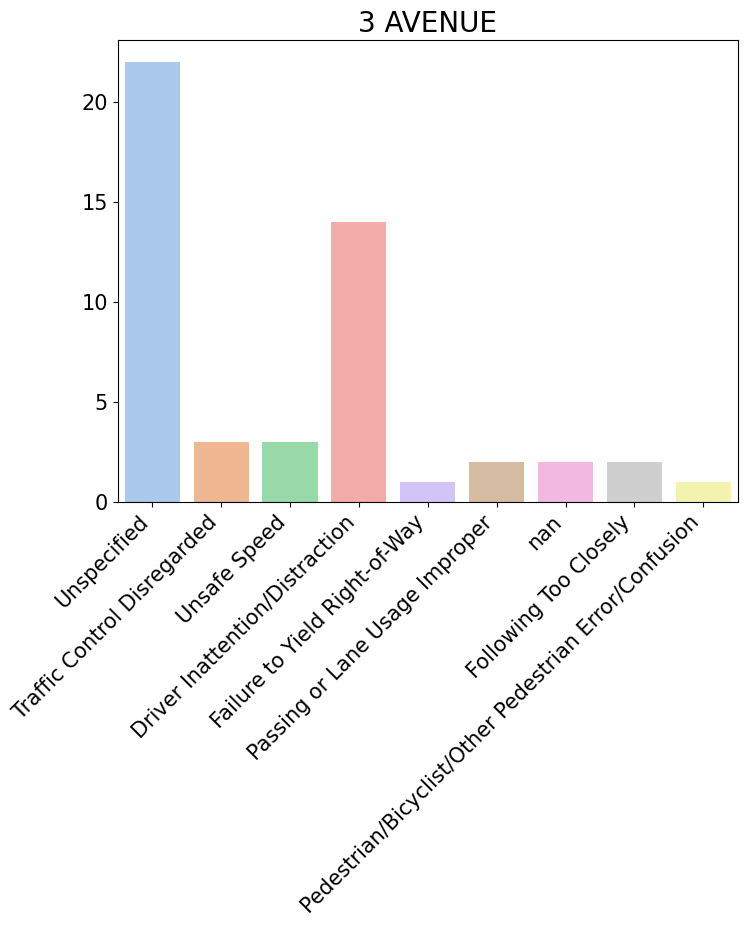 3 AVENUE
20
15
10
5
0
Unspecified
Traffic Control Disregarded
Unsafe Speed
Driver Inattention/Distraction
Failure to Yield Right-of-Way
Passing or Lane Usage Improper
nan
Following Too Closely
Pedestrian/Bicyclist/Other Pedestrian Error/Confusion